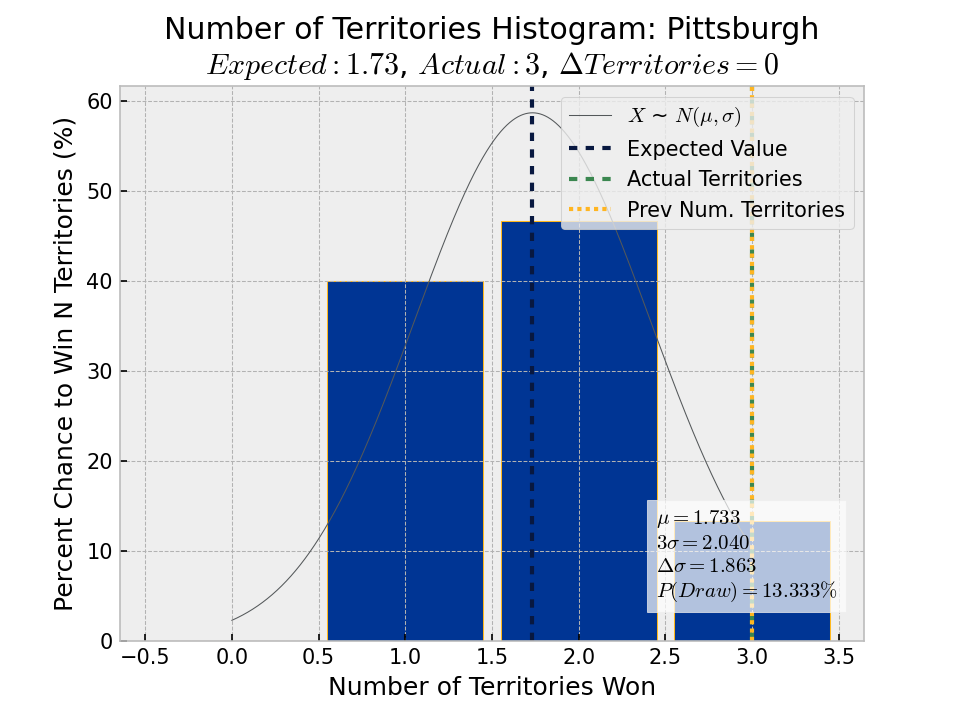 Number of Territories Histogram: Pittsburgh
Expected : 1.73, Actual : 3, ΔTerritories = 0
Percent Chance to Win N Territories (%)
60
50
40
30
20
10
0
X ~ N(μ, σ)
Expected Value
Actual Territories
Prev Num. Territories
μ = 1.733
3σ = 2.040
Δσ = 1.863
P(Draw) = 13.333%
−0.5 0.0 0.5 1.0 1.5 2.0 2.5 3.0 3.5
Number of Territories Won